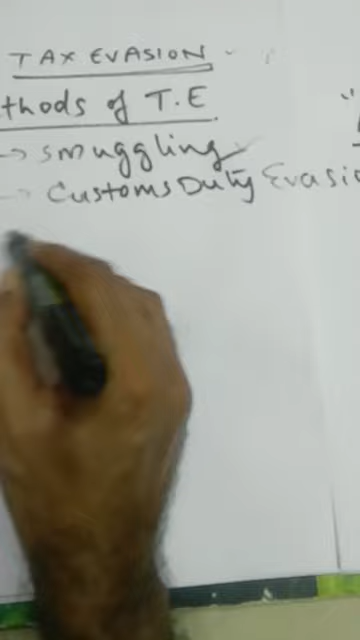 TAX EVASION
thods of T.E
→ smuggling
→ Customs Duty Evasio